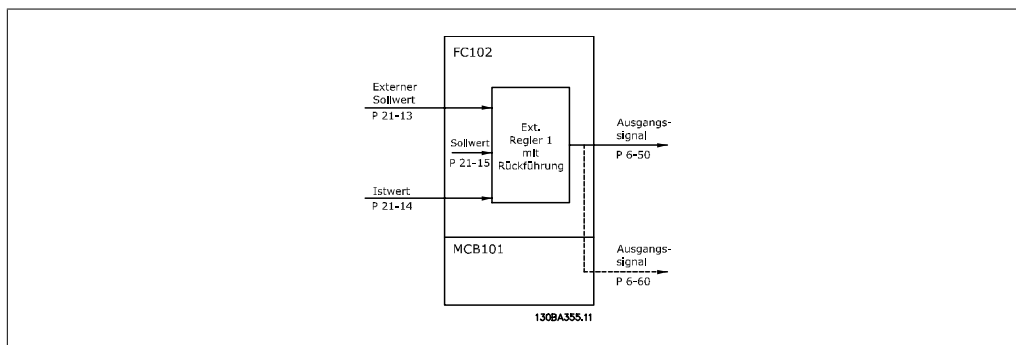 FC102
Externer
Sollwert
P 21-13
Ext.
Regler 1
mit
Rückführung
Sollwert
P 21-15
Istwert
P 21-14
Ausgangs-
signal
P 6-50
MCB101
Ausgangs-
signal
P 6-60
130BA355.11